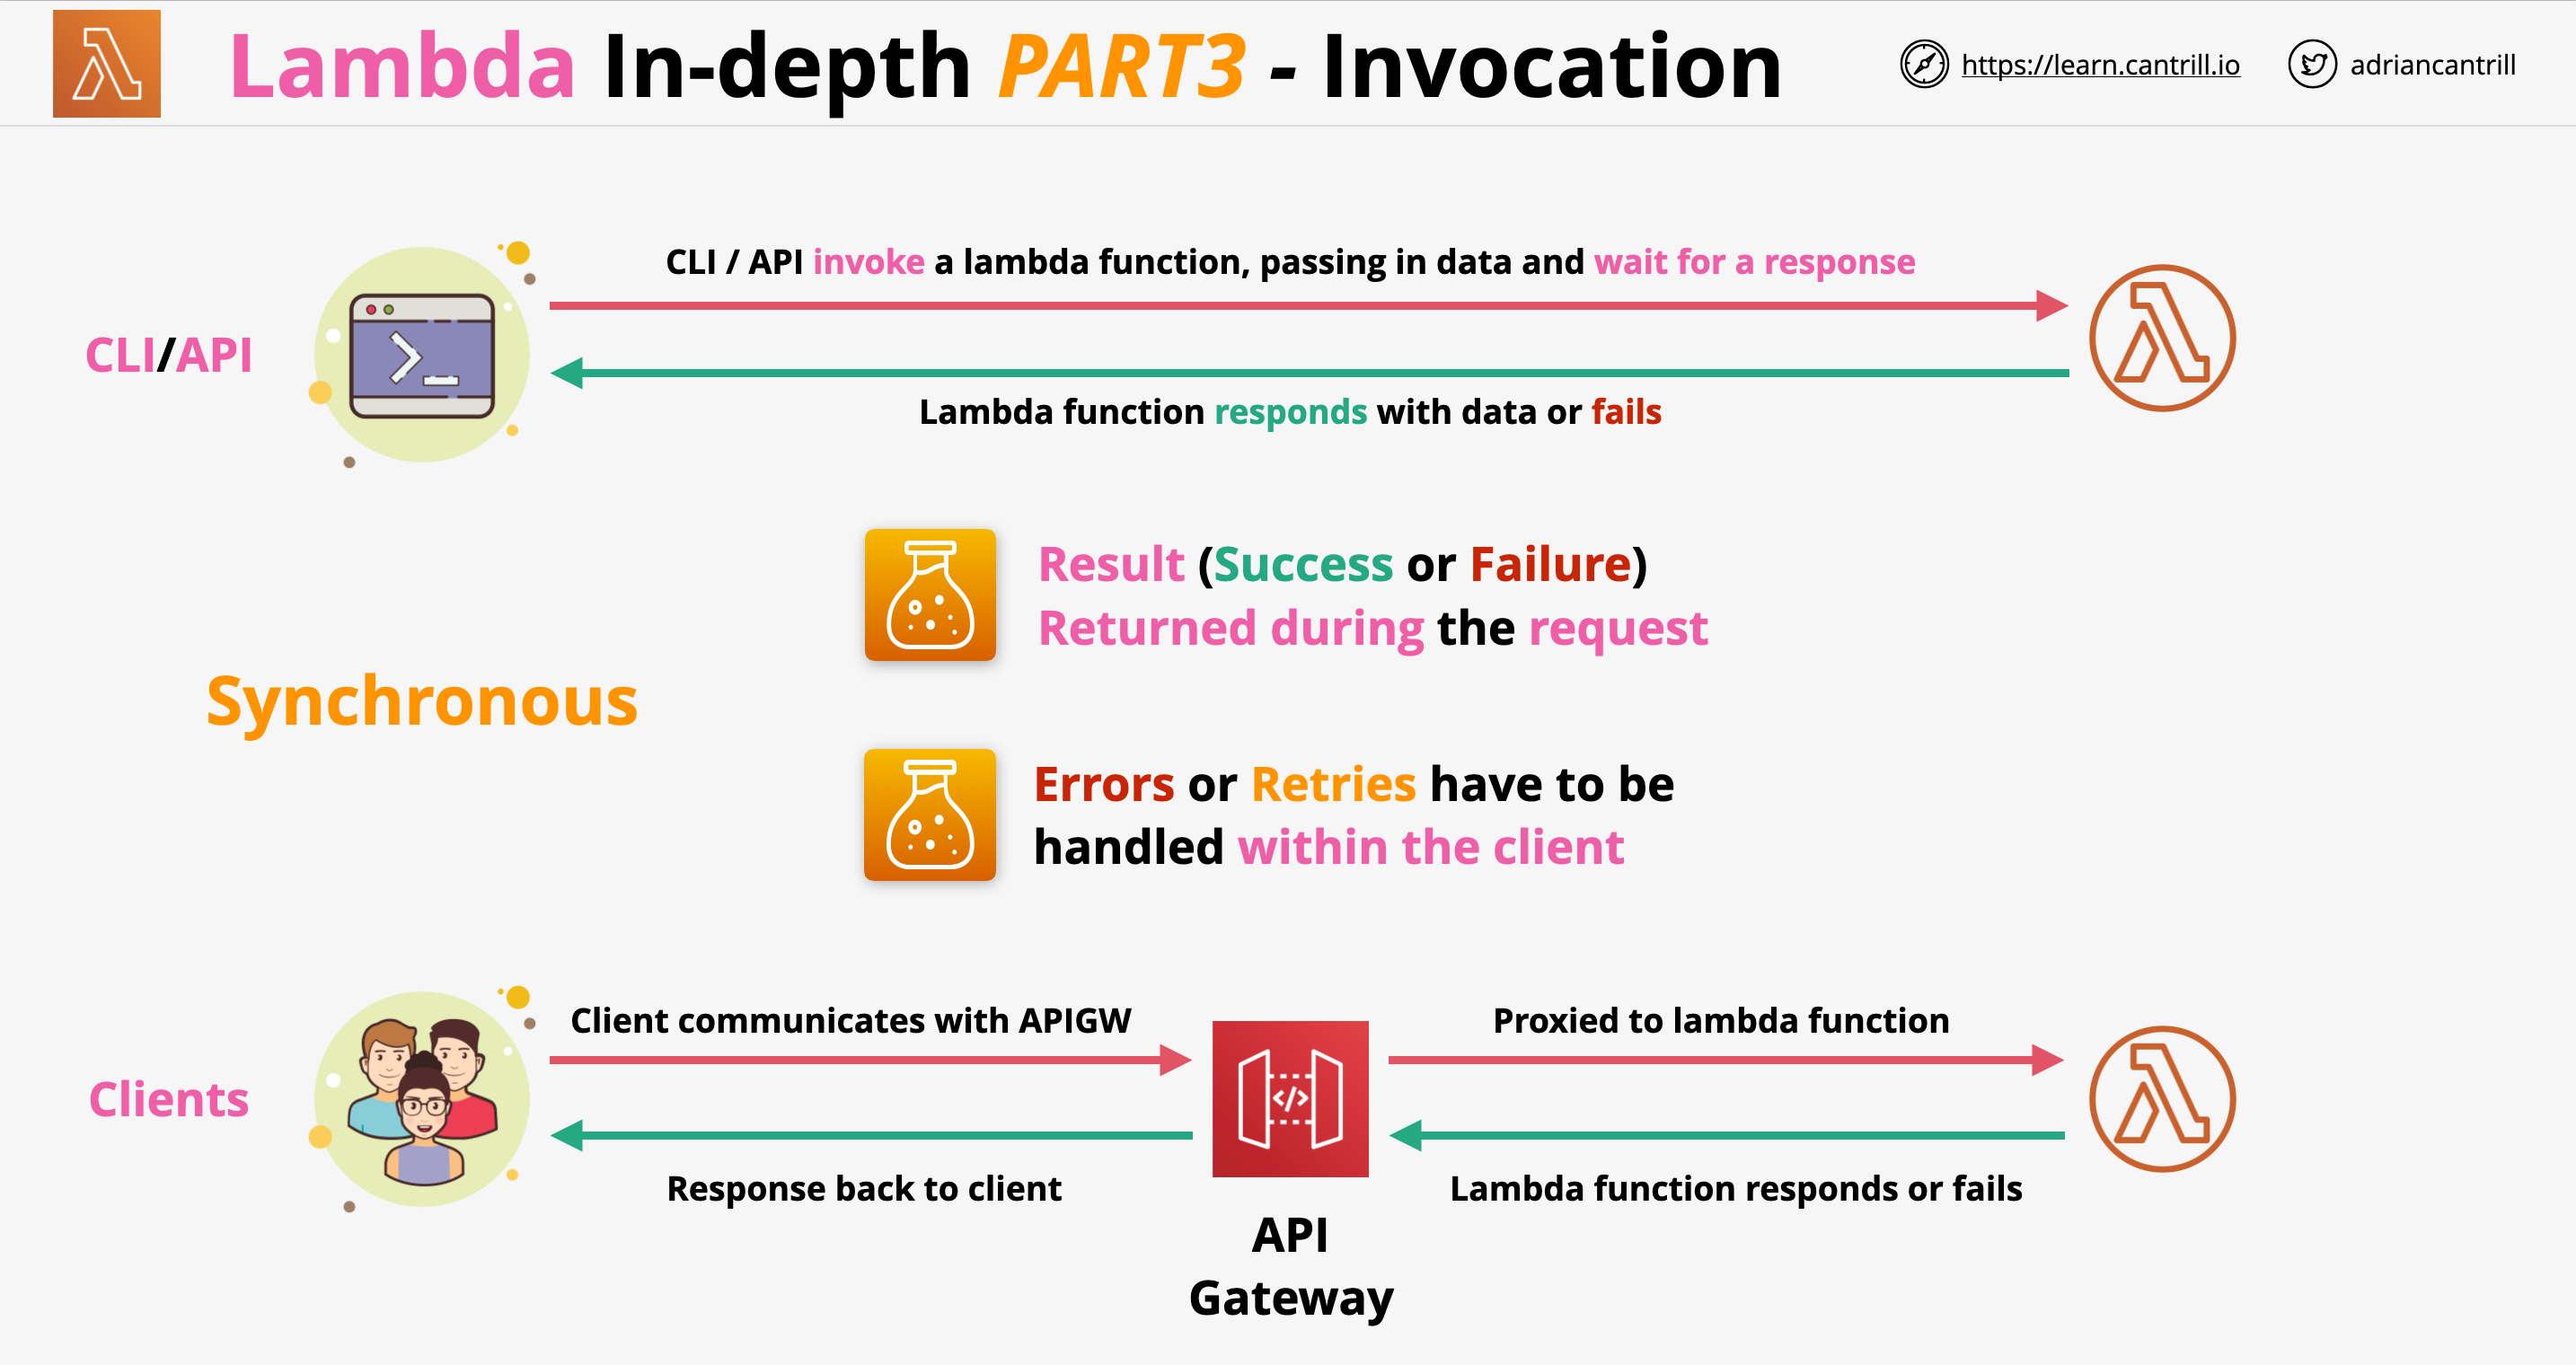 Lambda In-depth PART3 - Invocation
https://learn.cantrill.io
adriancantrill
CLI / API invoke a lambda function, passing in data and wait for a response
CLI/API
Lambda function responds with data or fails
Result (Success or Failure)
Returned during the request
Synchronous
Errors or Retries have to be
handled within the client
Client communicates with APIGW
Proxied to lambda function
Clients
</>
Response back to client
Lambda function responds or fails
API
Gateway